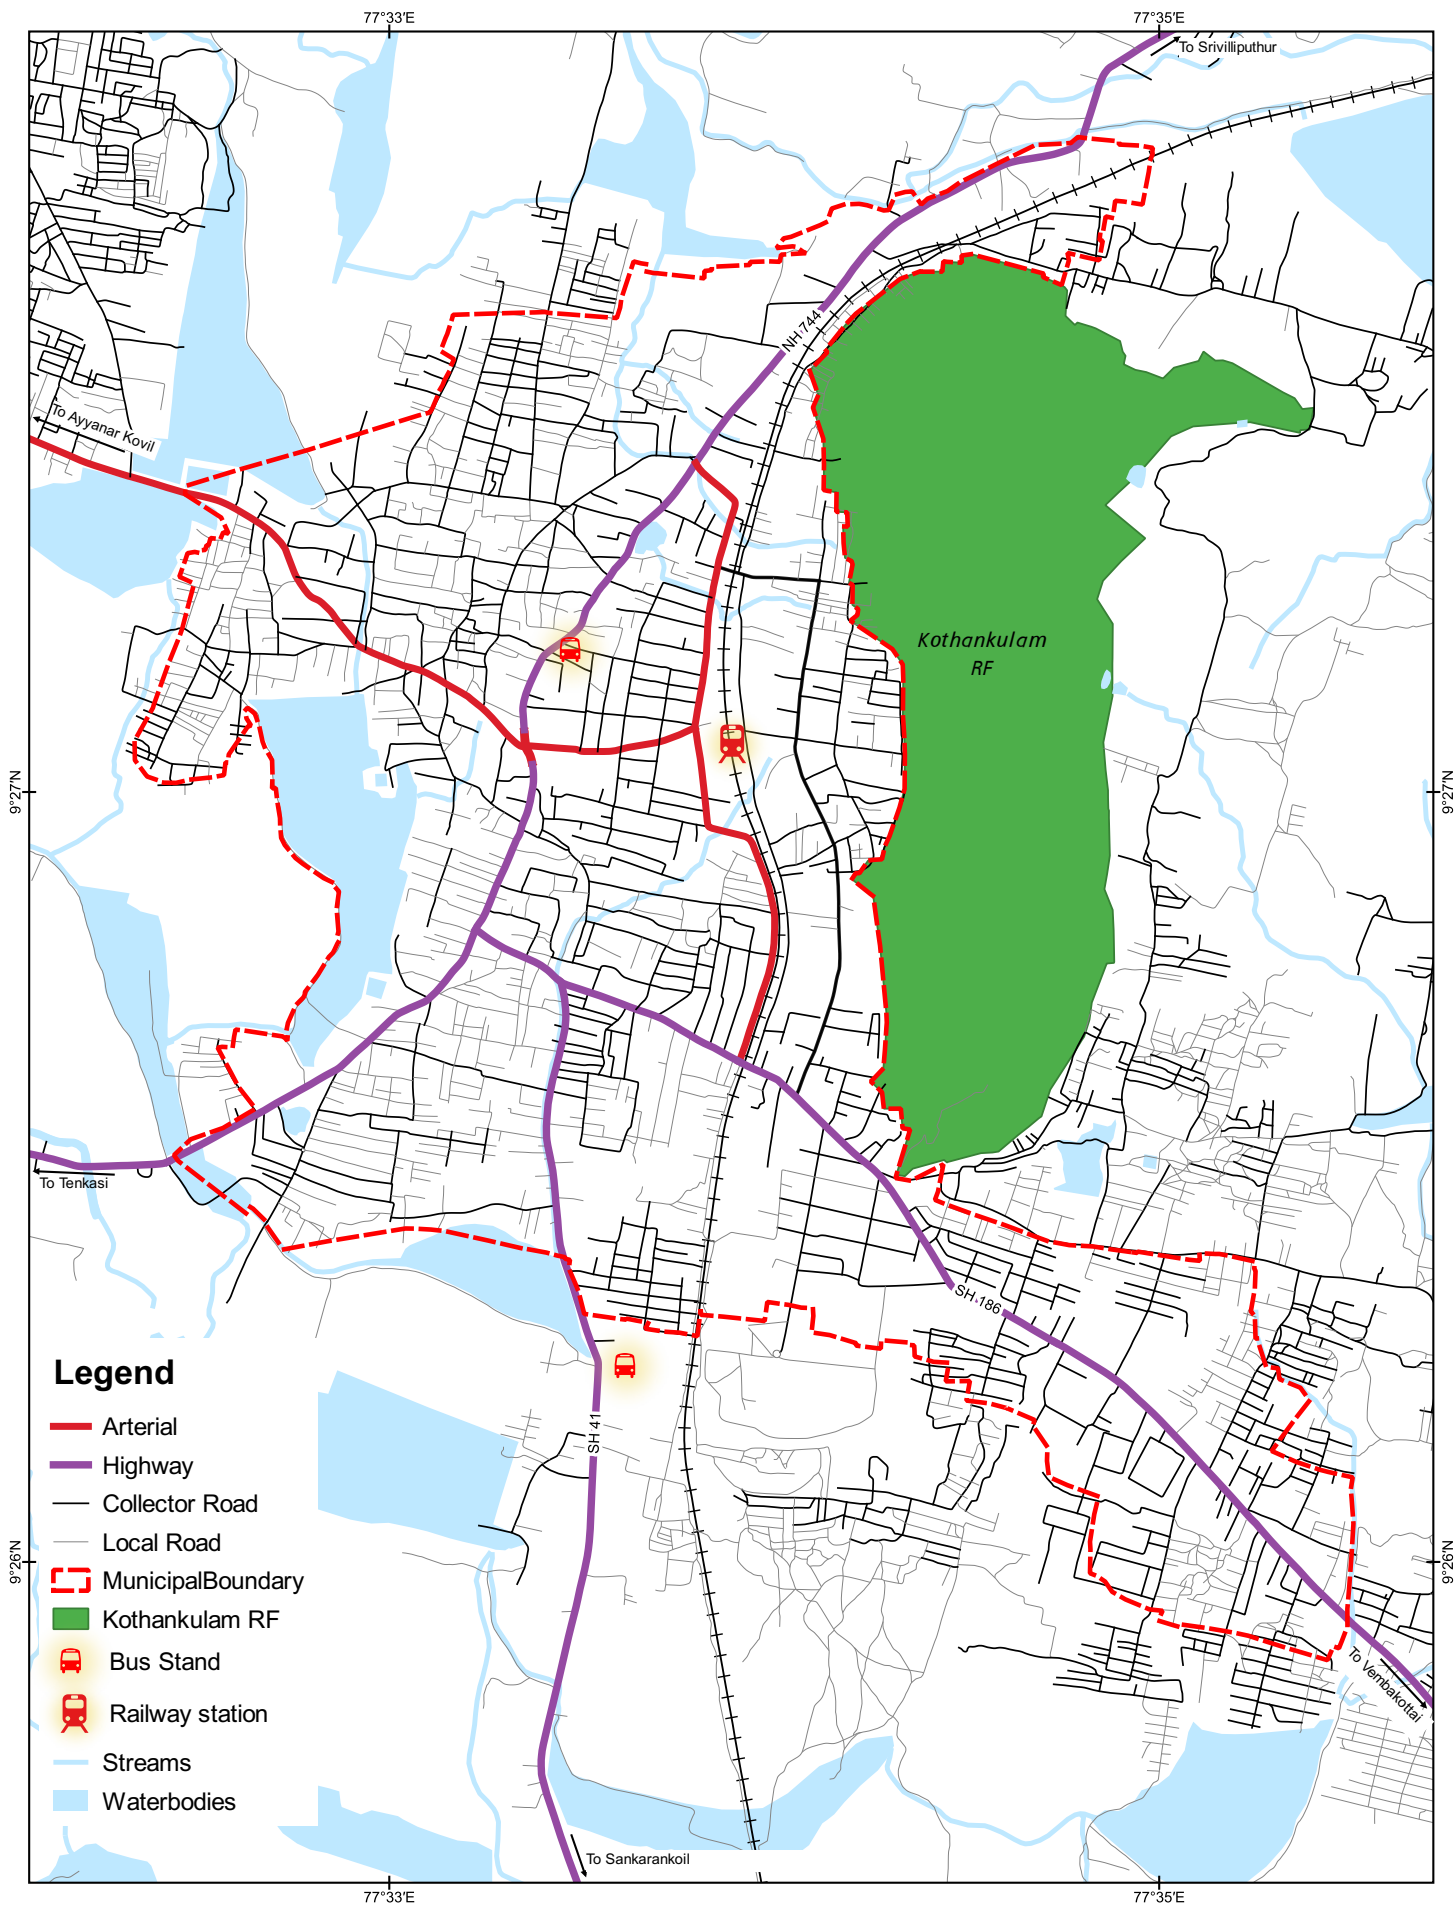 77°33'E
77°35'E
To Srivilliputhur
NH 744
To Ayyanar Kovil
Kothankulam
RF
9°27'N
9°27'N
To Tenkasi
SH 186
SH 41
Legend
Arterial
Highway
Collector Road
Local Road
MunicipalBoundary
Kothankulam RF
Bus Stand
Railway station
Streams
Waterbodies
9°26'N
9°26'N
To Vembakottai
To Sankarankoil
77°33'E
77°35'E